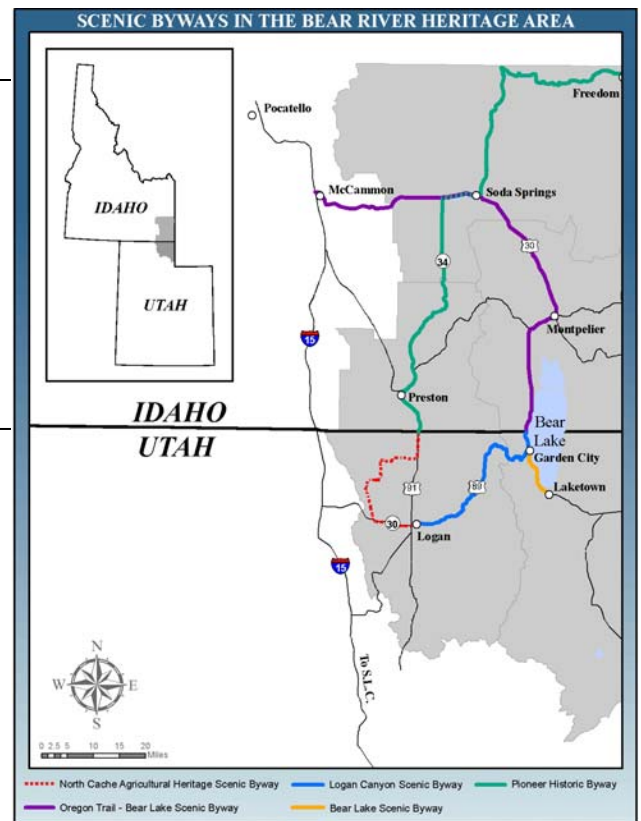 SCENIC BYWAYS IN THE BEAR RIVER HERITAGE AREA
IDAHO
UTAH
Pocatello
Freedom
McCammon
Soda Springs
34
30
Montpelier
15
Preston
IDAHO
UTAH
Bear
Lake
Garden City
91
89
Laketown
30
Logan
15
To S.L.C.
N
W E
S
0 2.5 5 10 15 20
Miles
North Cache Agricultural Heritage Scenic Byway
Logan Canyon Scenic Byway
Pioneer Historic Byway
Oregon Trail - Bear Lake Scenic Byway
Bear Lake Scenic Byway